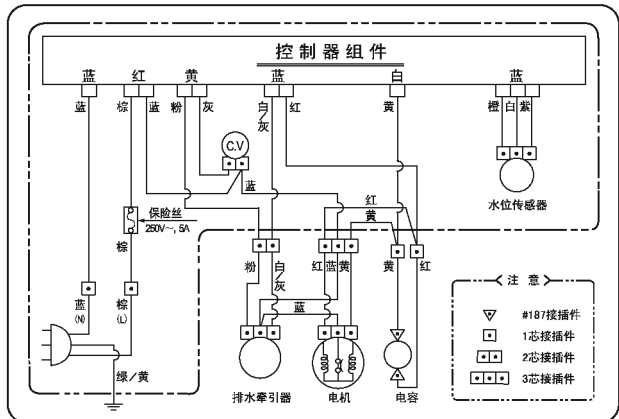 控制器组件
蓝 红 黄 蓝 白 蓝
蓝 棕 蓝 粉 灰 白/灰 红 黄 橙 白 紫
C.V
蓝
水位传感器
保险丝
250V~, 5A
红
黄
棕
粉 白/灰 红 蓝 黄 黄 红
注 意
蓝(N) 棕(L)
蓝
#187接插件
1芯接插件
2芯接插件
3芯接插件
绿/黄
排水牵引器 电机 电容